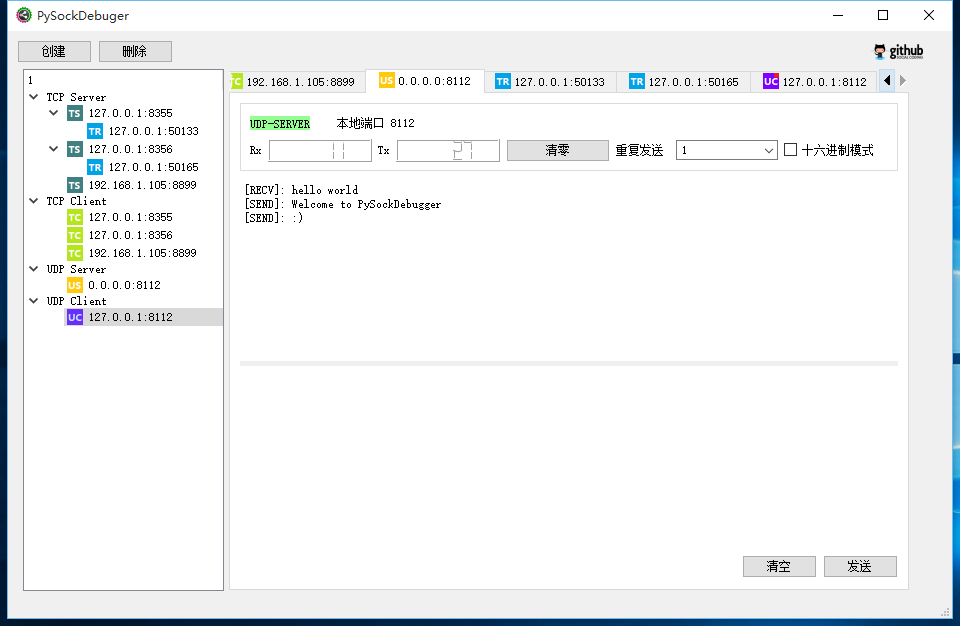 PySockDebuger
创建 删除
github
SOCIAL CODING
1
TCP Server
TS 127.0.0.1:8355
TR 127.0.0.1:50133
TS 127.0.0.1:8356
TR 127.0.0.1:50165
TS 192.168.1.105:8899
TCP Client
TC 127.0.0.1:8355
TC 127.0.0.1:8356
TC 192.168.1.105:8899
UDP Server
US 0.0.0.0:8112
UDP Client
UC 127.0.0.1:8112
TC 192.168.1.105:8899 US 0.0.0.0:8112 TR 127.0.0.1:50133 TR 127.0.0.1:50165 UC 127.0.0.1:8112
UDP-SERVER 本地端口 8112
Rx 11 Tx 27 清零 重复发送 1 十六进制模式
[RECV]: hello world
[SEND]: Welcome to PySockDebugger
[SEND]: :)
清空 发送